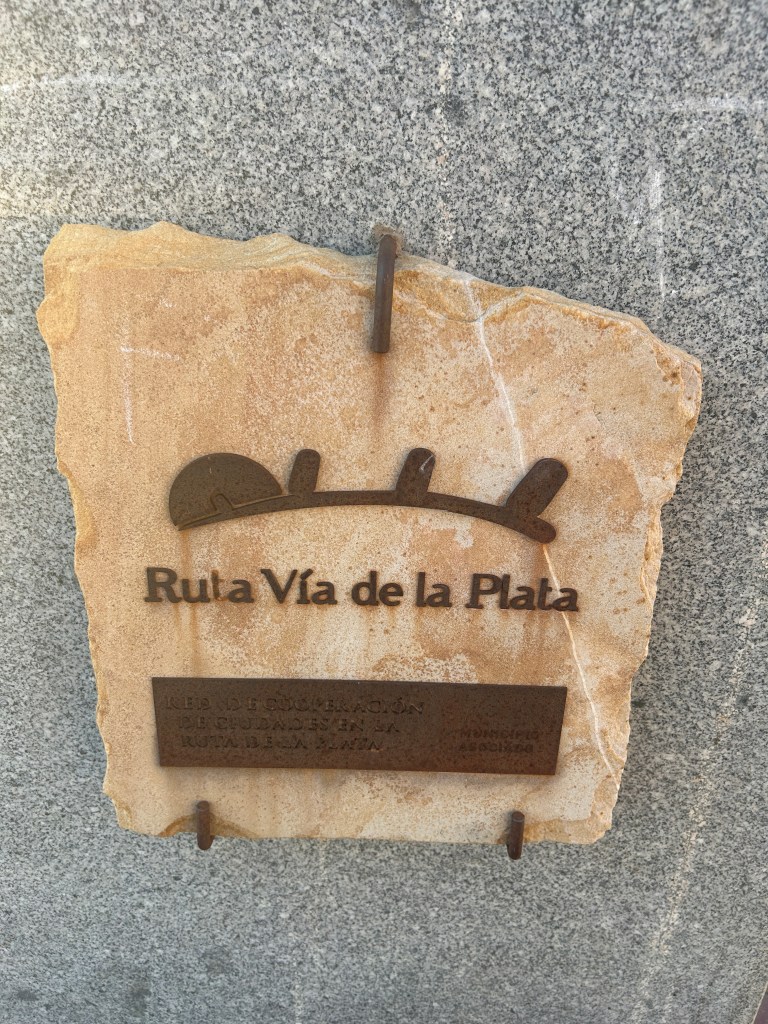 Ruta Vía de la Plata
RED DE COOPERACIÓN
DE CIUDADES EN LA
RUTA DE LA PLATA
MUNICIPIO
ASOCIADO